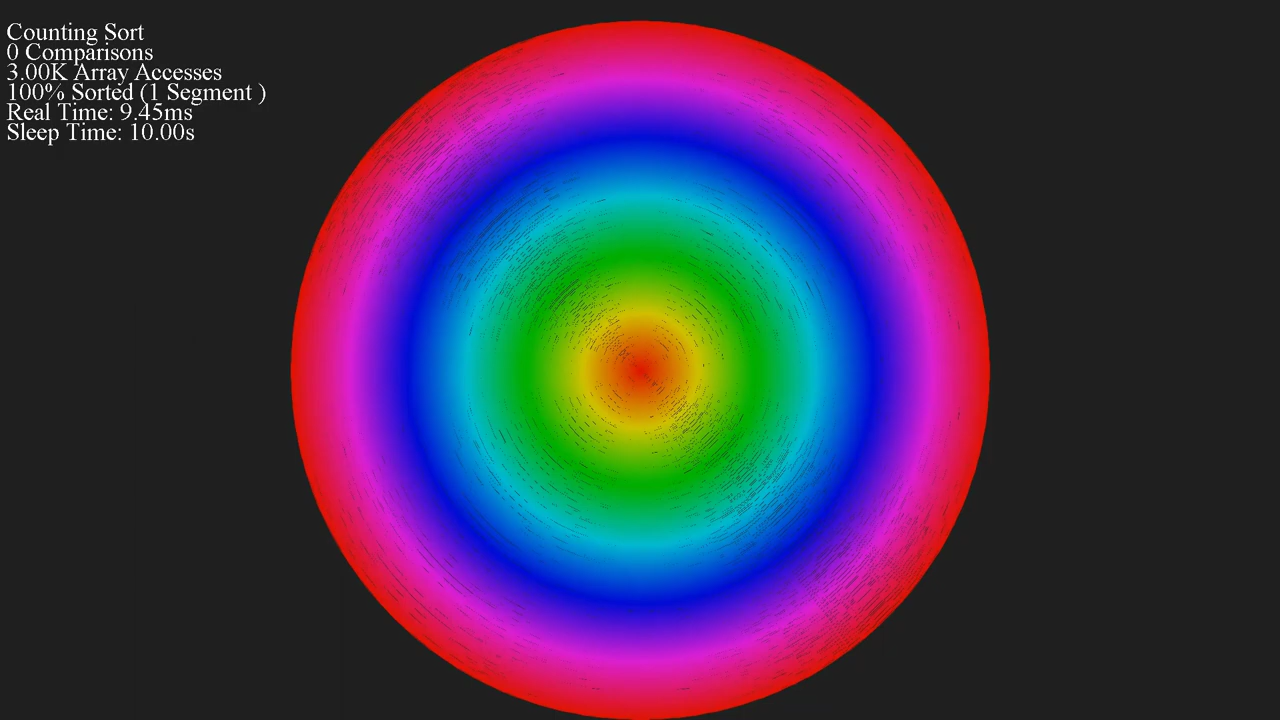 Counting Sort
0 Comparisons
3.00K Array Accesses
100% Sorted (1 Segment )
Real Time: 9.45ms
Sleep Time: 10.00s